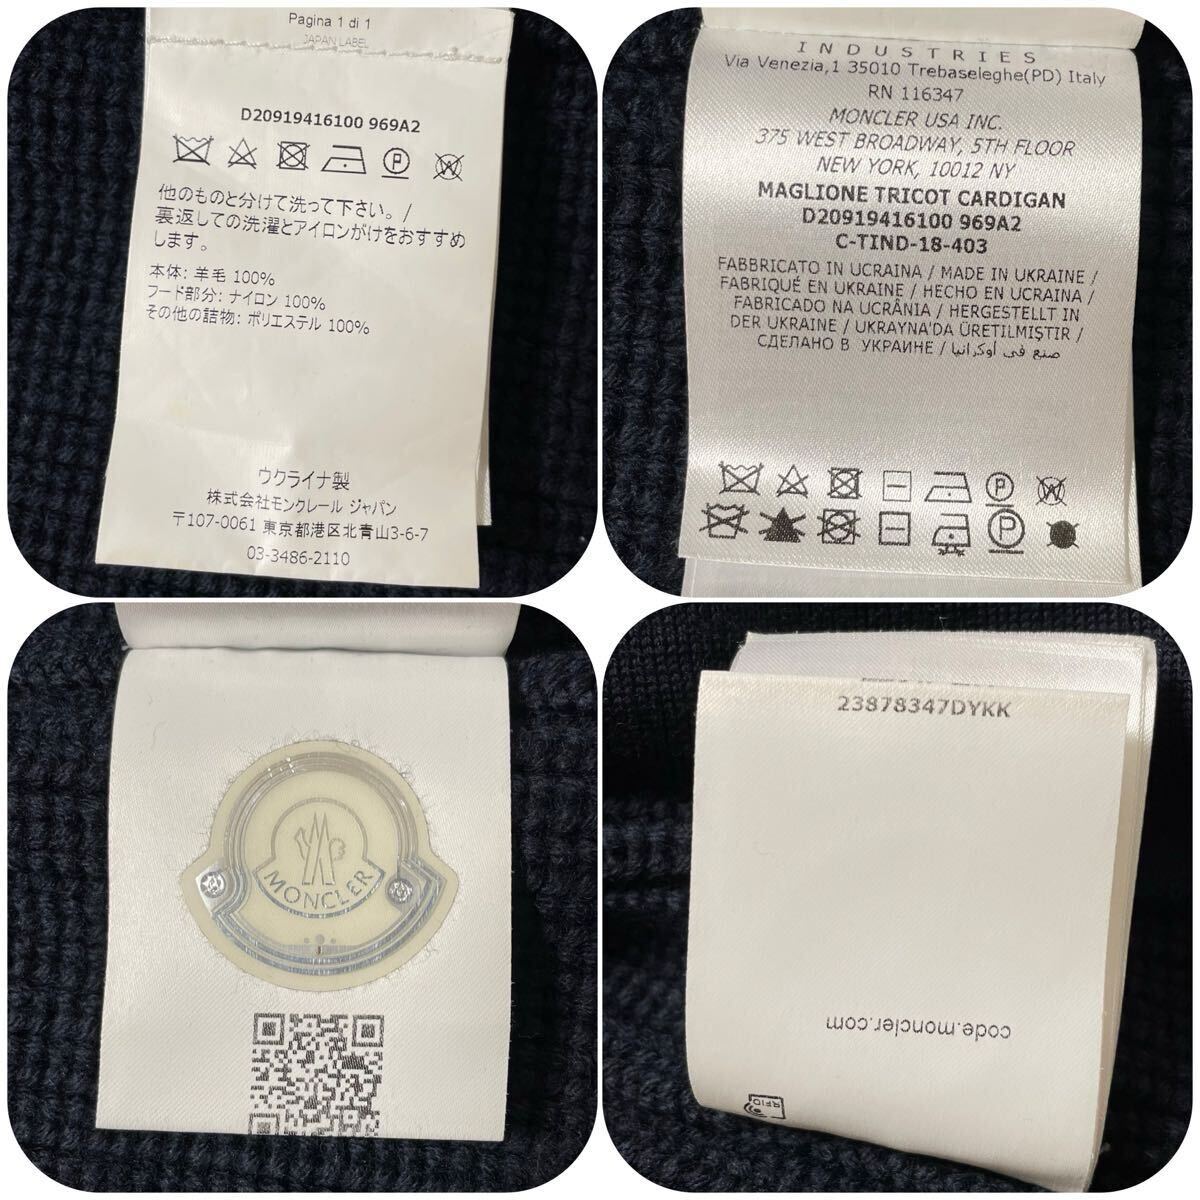 Pagina 1 di 1
JAPAN LABEL
D20919416100 969A2
他のものと分けて洗って下さい。/
裏返しての洗濯とアイロンがけをおすすめ
します。
本体: 羊毛 100%
フード部分: ナイロン 100%
その他の詰物: ポリエステル 100%
ウクライナ製
株式会社モンクレール ジャパン
〒107-0061 東京都港区北青山3-6-7
03-3486-2110
INDUSTRIES
Via Venezia,1 35010 Trebaseleghe(PD) Italy
RN 116347
MONCLER USA INC.
375 WEST BROADWAY, 5TH FLOOR
NEW YORK, 10012 NY
MAGLIONE TRICOT CARDIGAN
D20919416100 969A2
C-TIND-18-403
FABBRICATO IN UCRAINA / MADE IN UKRAINE /
FABRIQUÉ EN UKRAINE / HECHO EN UCRAINA /
FABRICADO NA UCRÂNIA / HERGESTELLT IN
DER UKRAINE / UKRAYNA'DA ÜRETILMIŞTIR /
СДЕЛАНО В УКРАИНЕ / صنع في أوكرانيا
P
W
P
MONCLER
23878347DYKK
code.moncler.com
RFID